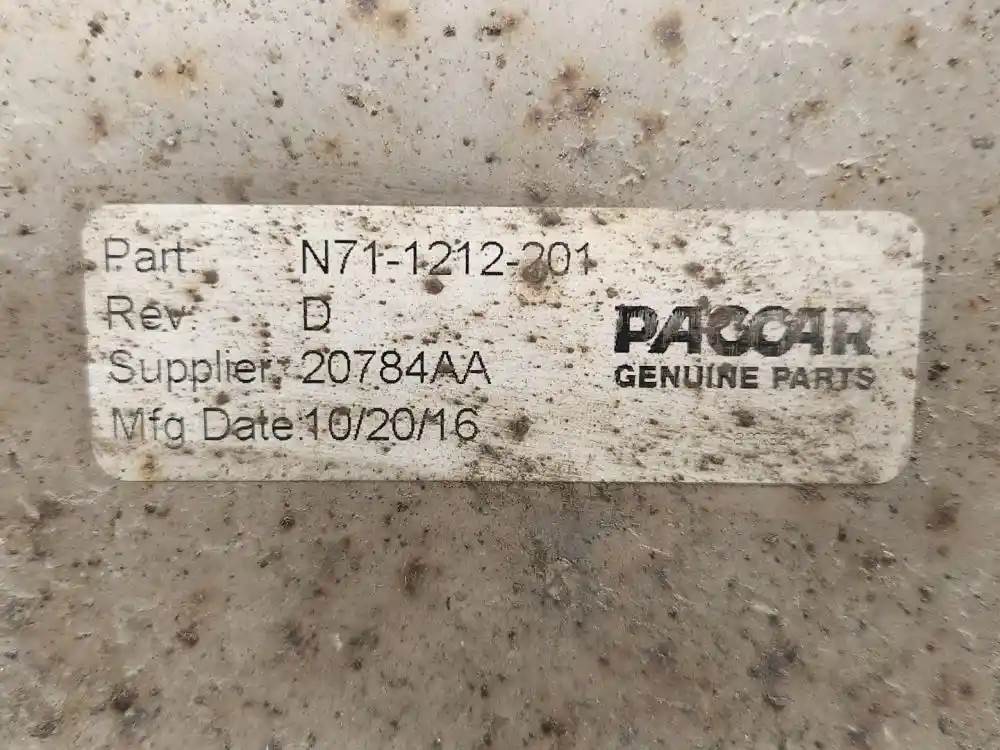 Part: N71-1212-201
Rev: D
Supplier: 20784AA
Mfg Date: 10/20/16
PACCAR
GENUINE PARTS